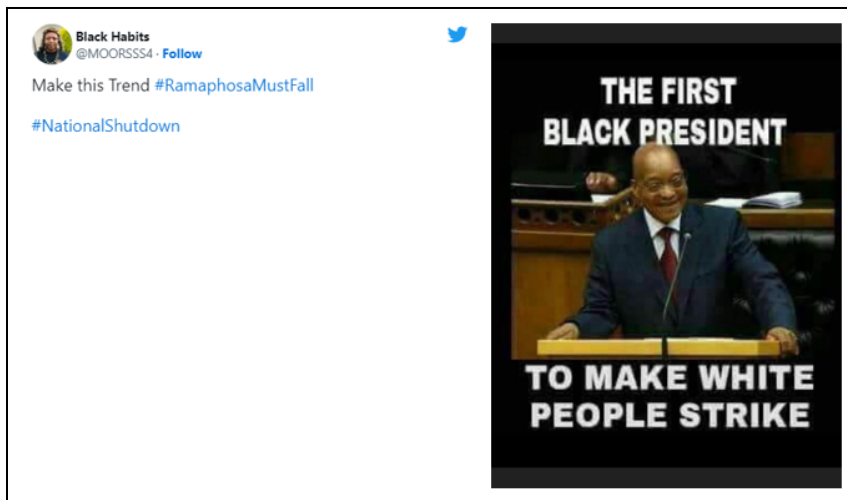 Black Habits
@MOORSSS4 · Follow
Make this Trend #RamaphosaMustFall
#NationalShutdown
THE FIRST
BLACK PRESIDENT
TO MAKE WHITE
PEOPLE STRIKE